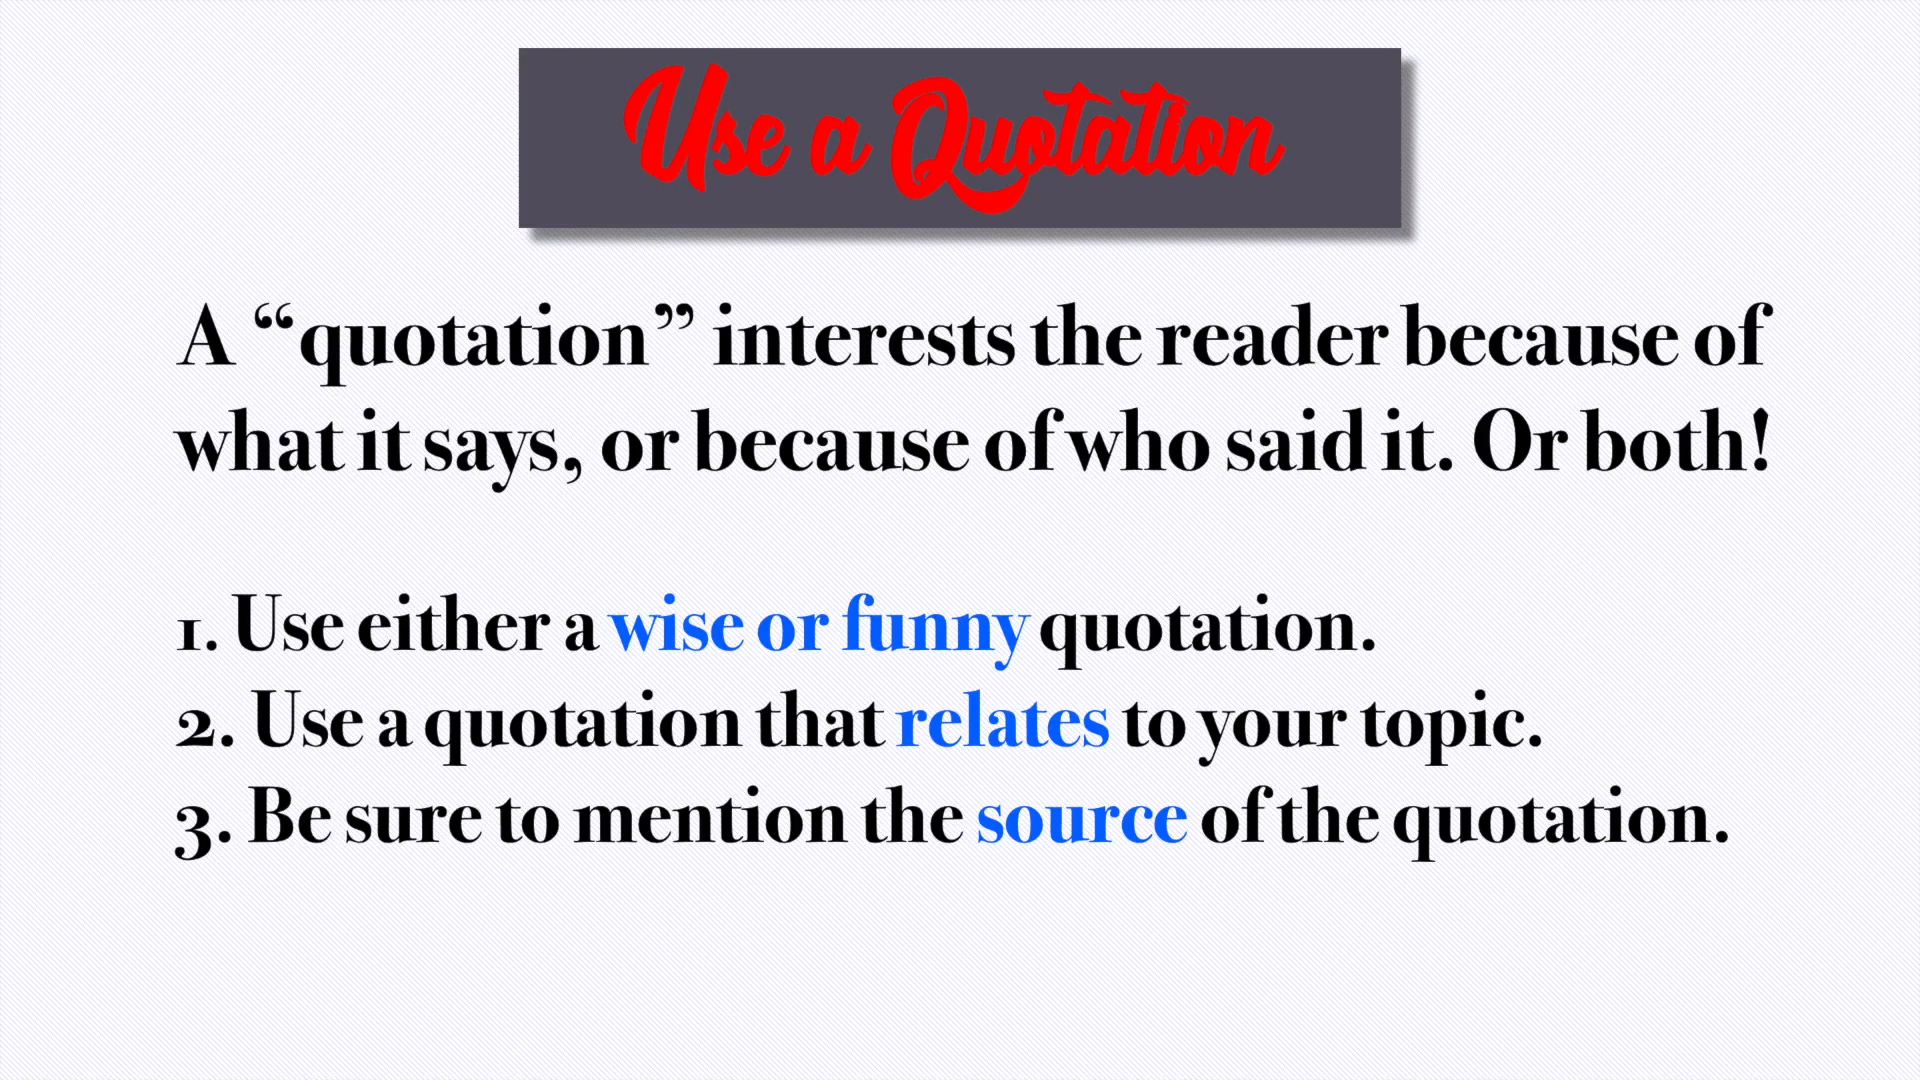 Use a Quotation
A “quotation” interests the reader because of
what it says, or because of who said it. Or both!
1. Use either a wise or funny quotation.
2. Use a quotation that relates to your topic.
3. Be sure to mention the source of the quotation.